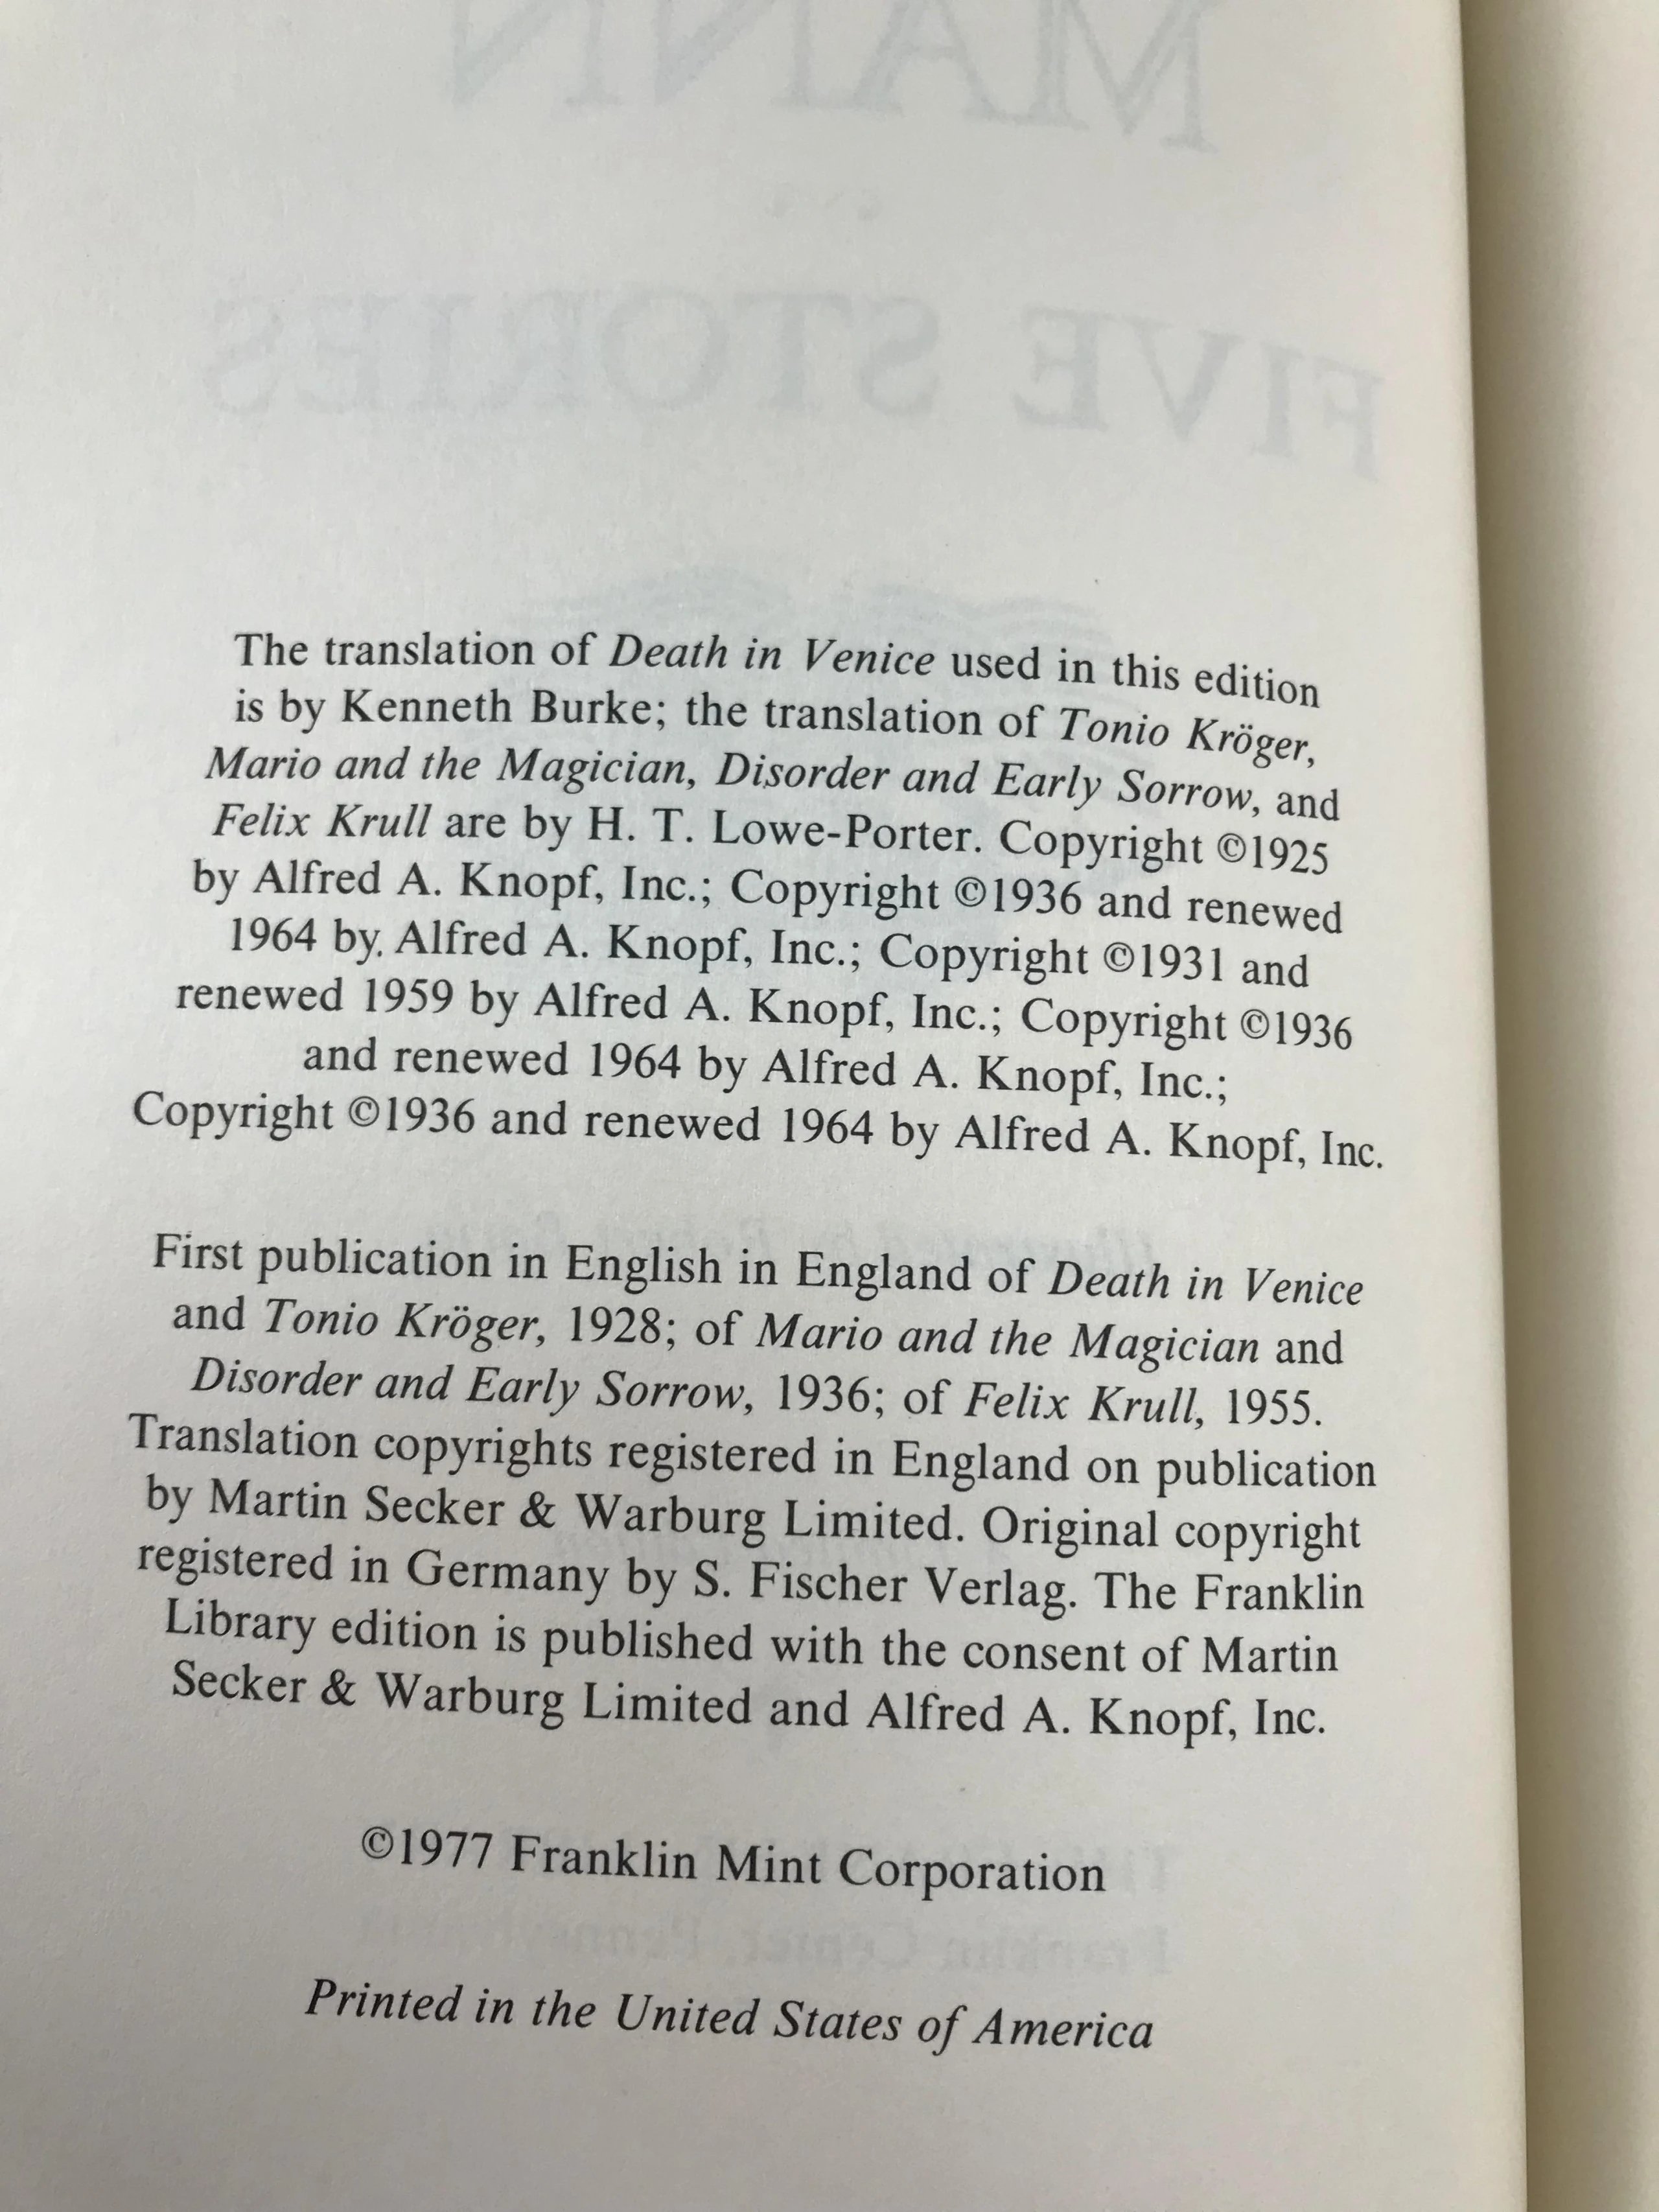 MANN
FIVE STORIES
The translation of Death in Venice used in this edition
is by Kenneth Burke; the translation of Tonio Kröger,
Mario and the Magician, Disorder and Early Sorrow, and
Felix Krull are by H. T. Lowe-Porter. Copyright ©1925
by Alfred A. Knopf, Inc.; Copyright ©1936 and renewed
1964 by. Alfred A. Knopf, Inc.; Copyright ©1931 and
renewed 1959 by Alfred A. Knopf, Inc.; Copyright ©1936
and renewed 1964 by Alfred A. Knopf, Inc.;
Copyright ©1936 and renewed 1964 by Alfred A. Knopf, Inc.
First publication in English in England of Death in Venice
and Tonio Kröger, 1928; of Mario and the Magician and
Disorder and Early Sorrow, 1936; of Felix Krull, 1955.
Translation copyrights registered in England on publication
by Martin Secker & Warburg Limited. Original copyright
registered in Germany by S. Fischer Verlag. The Franklin
Library edition is published with the consent of Martin
Secker & Warburg Limited and Alfred A. Knopf, Inc.
©1977 Franklin Mint Corporation
Franklin Center, Pennsylvania
Printed in the United States of America